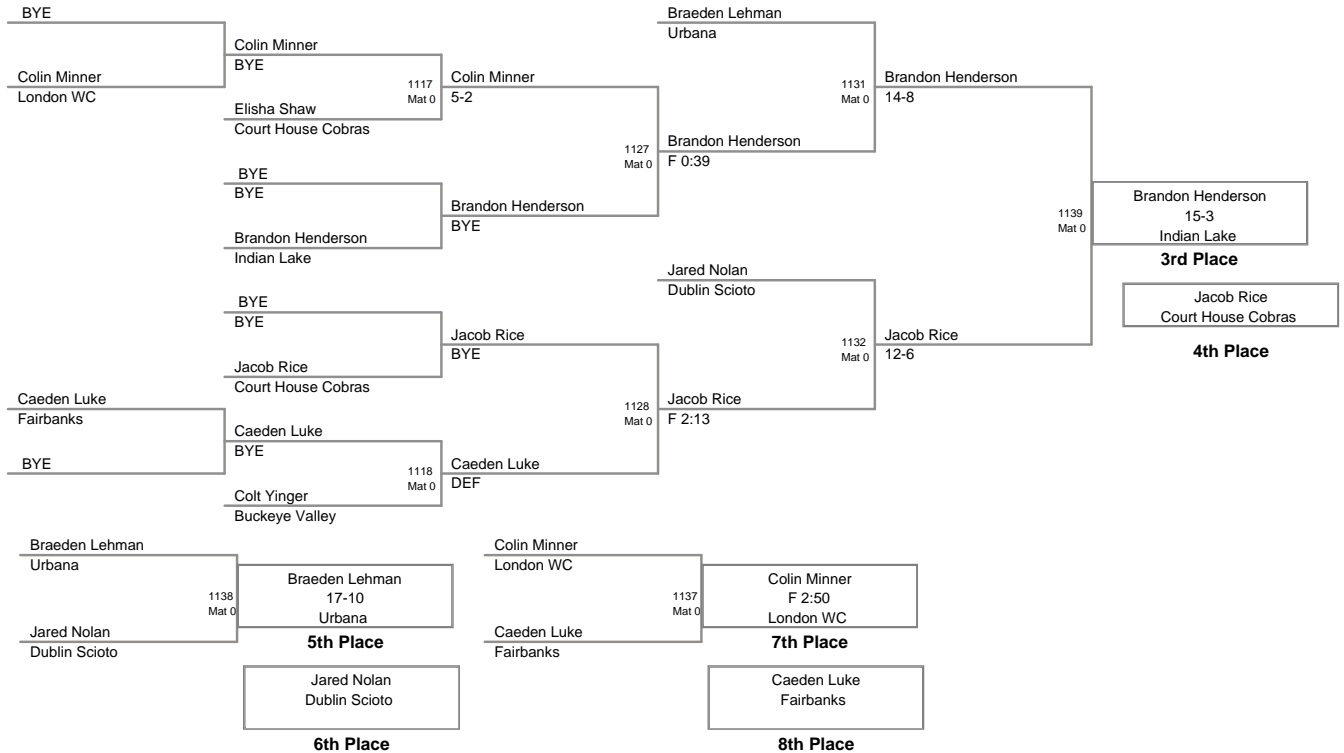 BYE
Colin Minner
London WC
Colin Minner
BYE
Elisha Shaw
Court House Cobras
1117
Mat 0
Colin Minner
5-2
BYE
BYE
Brandon Henderson
Indian Lake
Brandon Henderson
BYE
1127
Mat 0
Brandon Henderson
F 0:39
Braeden Lehman
Urbana
1131
Mat 0
Brandon Henderson
14-8
BYE
BYE
Jacob Rice
Court House Cobras
Jacob Rice
BYE
Caeden Luke
Fairbanks
BYE
Caeden Luke
BYE
Colt Yinger
Buckeye Valley
1118
Mat 0
Caeden Luke
DEF
1128
Mat 0
Jacob Rice
F 2:13
Jared Nolan
Dublin Scioto
1132
Mat 0
Jacob Rice
12-6
1139
Mat 0
Brandon Henderson
15-3
Indian Lake
3rd Place
Jacob Rice
Court House Cobras
4th Place
Braeden Lehman
Urbana
Jared Nolan
Dublin Scioto
1138
Mat 0
Braeden Lehman
17-10
Urbana
5th Place
Jared Nolan
Dublin Scioto
6th Place
Colin Minner
London WC
Caeden Luke
Fairbanks
1137
Mat 0
Colin Minner
F 2:50
London WC
7th Place
Caeden Luke
Fairbanks
8th Place